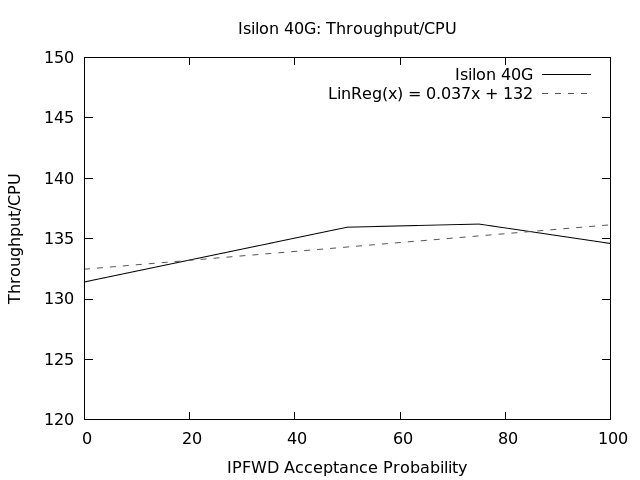 Isilon 40G: Throughput/CPU
150
145
140
135
130
125
120
Throughput/CPU
Isilon 40G
LinReg(x) = 0.037x + 132
0 20 40 60 80 100
IPFWD Acceptance Probability